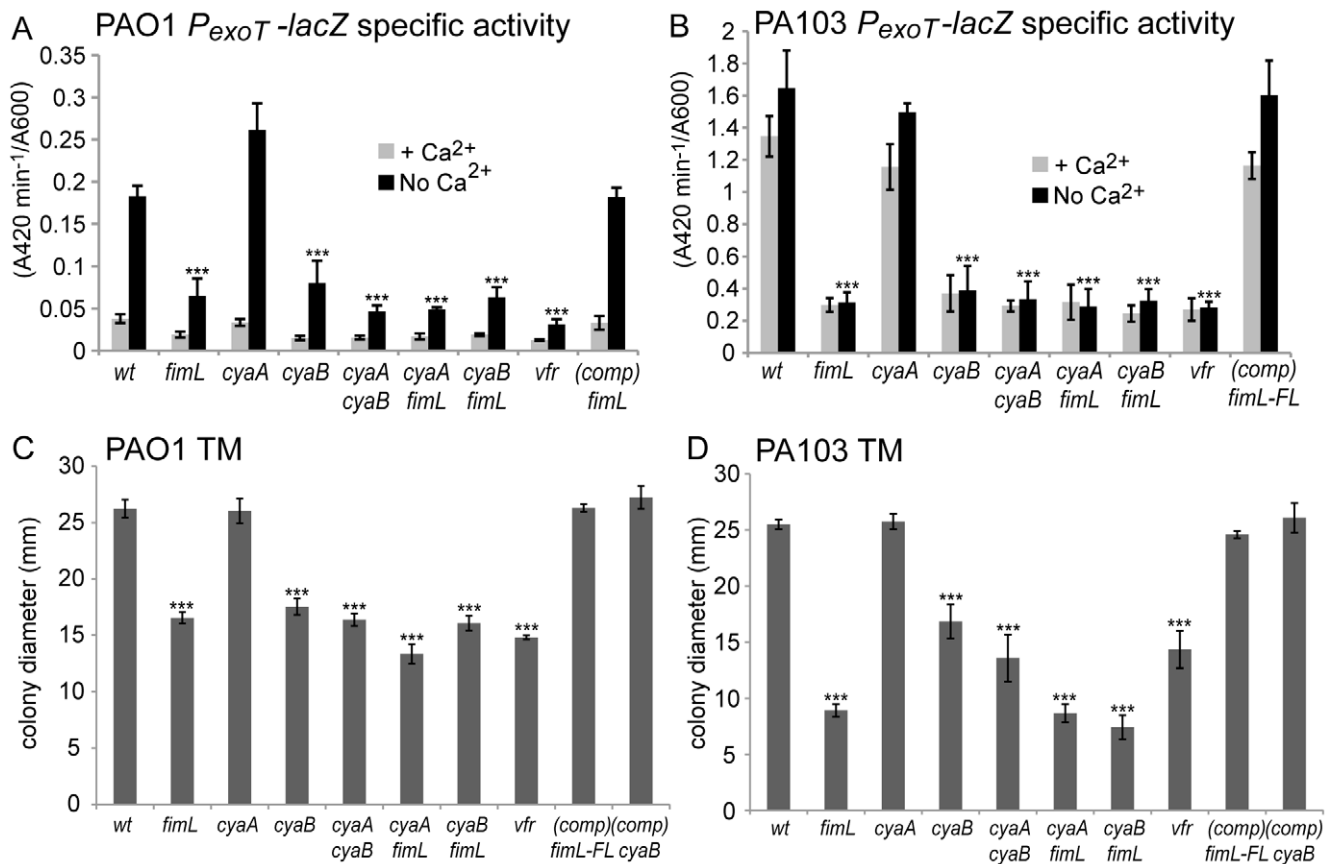 A PAO1 PexoT -lacZ specific activity
(A420 min-1/A600)
0.35
0.3
0.25
0.2
0.15
0.1
0.05
0
+ Ca2+
No Ca2+
*** *** *** *** *** ***
wt fimL cyaA cyaB cyaA cyaA cyaB vfr (comp)
cyaB fimL fimL fimL
B PA103 PexoT-lacZ specific activity
(A420 min-1/A600)
2
1.8
1.6
1.4
1.2
1
0.8
0.6
0.4
0.2
0
+ Ca2+
No Ca2+
*** *** *** *** *** ***
wt fimL cyaA cyaB cyaA cyaA cyaB vfr (comp)
cyaB fimL fimL fimL-FL
C PAO1 TM
colony diameter (mm)
30
25
20
15
10
5
0
*** *** *** *** *** ***
wt fimL cyaA cyaB cyaA cyaA cyaB vfr (comp)(comp)
cyaB fimL fimL fimL-FL cyaB
D PA103 TM
colony diameter (mm)
30
25
20
15
10
5
0
*** *** *** *** *** ***
wt fimL cyaA cyaB cyaA cyaA cyaB vfr (comp)(comp)
cyaB fimL fimL fimL-FL cyaB